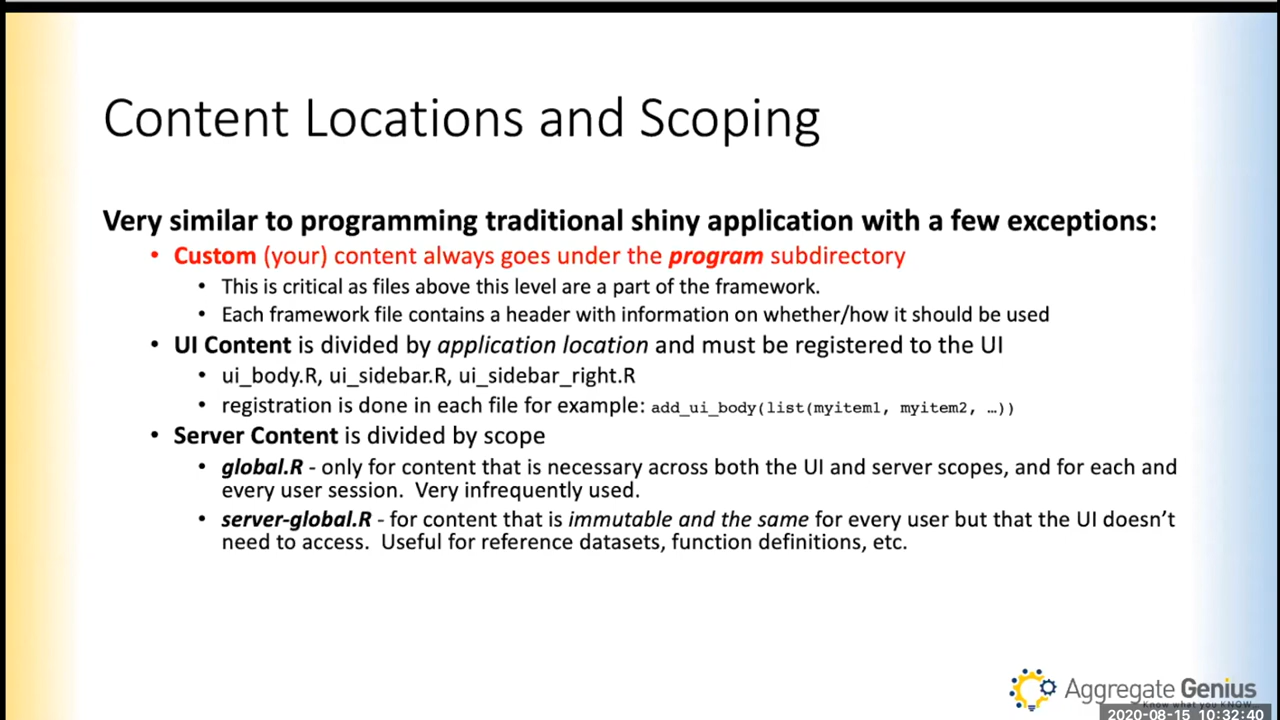 Content Locations and Scoping
Very similar to programming traditional shiny application with a few exceptions:
• Custom (your) content always goes under the program subdirectory
• This is critical as files above this level are a part of the framework.
• Each framework file contains a header with information on whether/how it should be used
• UI Content is divided by application location and must be registered to the UI
• ui_body.R, ui_sidebar.R, ui_sidebar_right.R
• registration is done in each file for example: add_ui_body(list(myitem1, myitem2, …))
• Server Content is divided by scope
• global.R - only for content that is necessary across both the UI and server scopes, and for each and
every user session.  Very infrequently used.
• server-global.R - for content that is immutable and the same for every user but that the UI doesn’t
need to access.  Useful for reference datasets, function definitions, etc.
Aggregate Genius
Know what you KNOW
2020-08-15 10:32:40